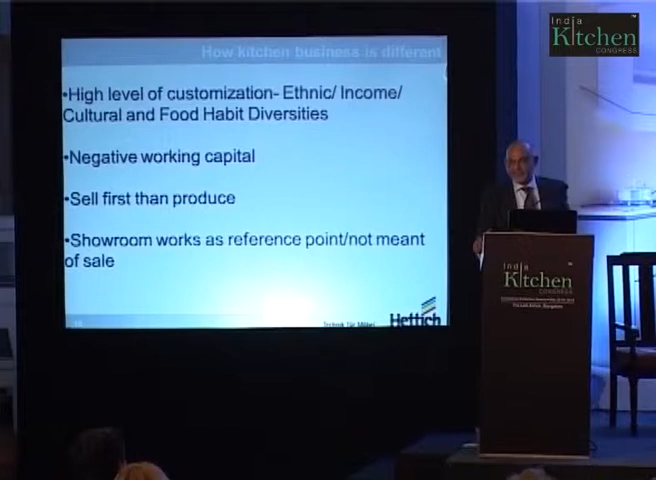 India
Kitchen
CONGRESS
How kitchen business is different
•High level of customization- Ethnic/ Income/
Cultural and Food Habit Diversities
•Negative working capital
•Sell first than produce
•Showroom works as reference point/not meant
of sale
Technik für Möbel
Hettich
India
Kitchen
CONGRESS